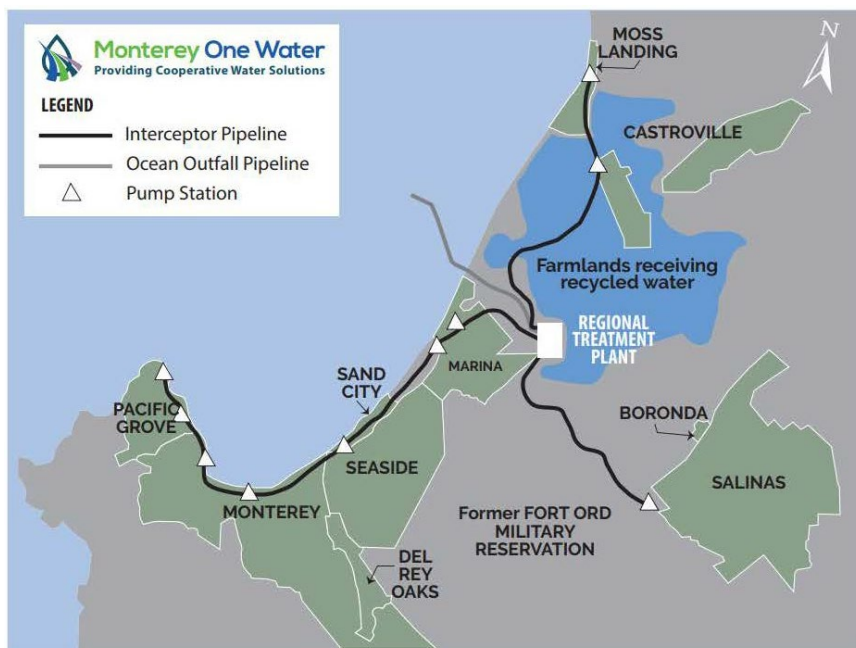 Monterey One Water
Providing Cooperative Water Solutions
LEGEND
Interceptor Pipeline
Ocean Outfall Pipeline
Pump Station
MOSS
LANDING
N
CASTROVILLE
Farmlands receiving
recycled water
REGIONAL
TREATMENT
PLANT
MARINA
SAND
CITY
PACIFIC
GROVE
BORONDA
SEASIDE
SALINAS
MONTEREY
Former FORT ORD
MILITARY
RESERVATION
DEL
REY
OAKS